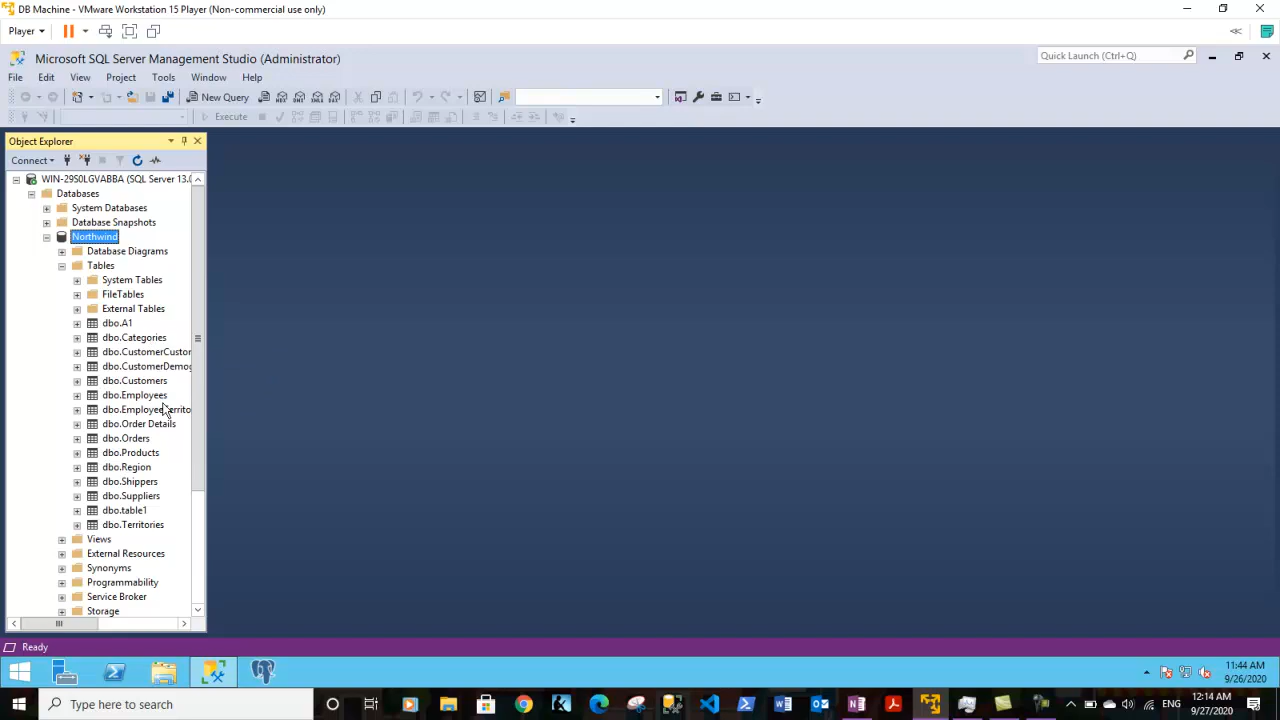 DB Machine - VMware Workstation 15 Player (Non-commercial use only)
Player
Microsoft SQL Server Management Studio (Administrator)
Quick Launch (Ctrl+Q)
File Edit View Project Tools Window Help
New Query
Execute
Object Explorer
Connect
WIN-29S0LGVABBA (SQL Server 13.0
Databases
System Databases
Database Snapshots
Northwind
Database Diagrams
Tables
System Tables
FileTables
External Tables
dbo.A1
dbo.Categories
dbo.CustomerCustom
dbo.CustomerDemog
dbo.Customers
dbo.Employees
dbo.EmployeeTerrito
dbo.Order Details
dbo.Orders
dbo.Products
dbo.Region
dbo.Shippers
dbo.Suppliers
dbo.table1
dbo.Territories
Views
External Resources
Synonyms
Programmability
Service Broker
Storage
Ready
11:44 AM
9/26/2020
Type here to search
ENG
12:14 AM
9/27/2020